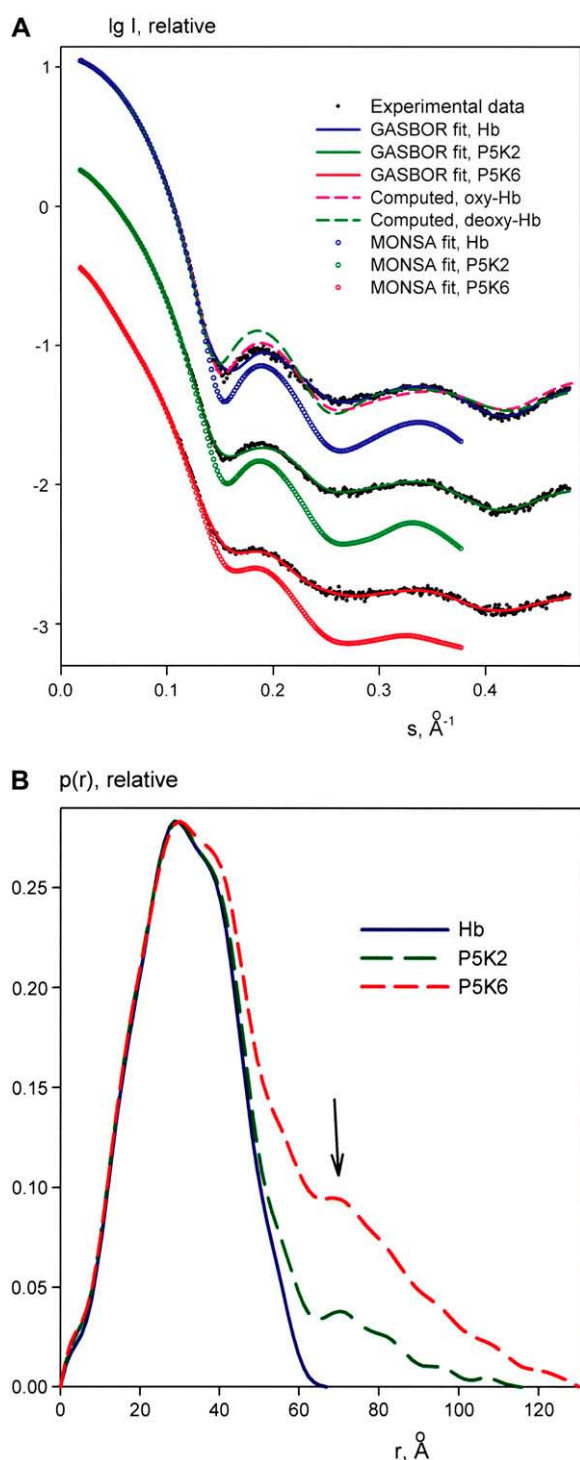 A
lg I, relative
Experimental data
GASBOR fit, Hb
GASBOR fit, P5K2
GASBOR fit, P5K6
Computed, oxy-Hb
Computed, deoxy-Hb
MONSA fit, Hb
MONSA fit, P5K2
MONSA fit, P5K6
1
0
-1
-2
-3
0.0 0.1 0.2 0.3 0.4
s, Å⁻¹
B
p(r), relative
Hb
P5K2
P5K6
0.25
0.20
0.15
0.10
0.05
0.00
0 20 40 60 80 100 120
r, Å